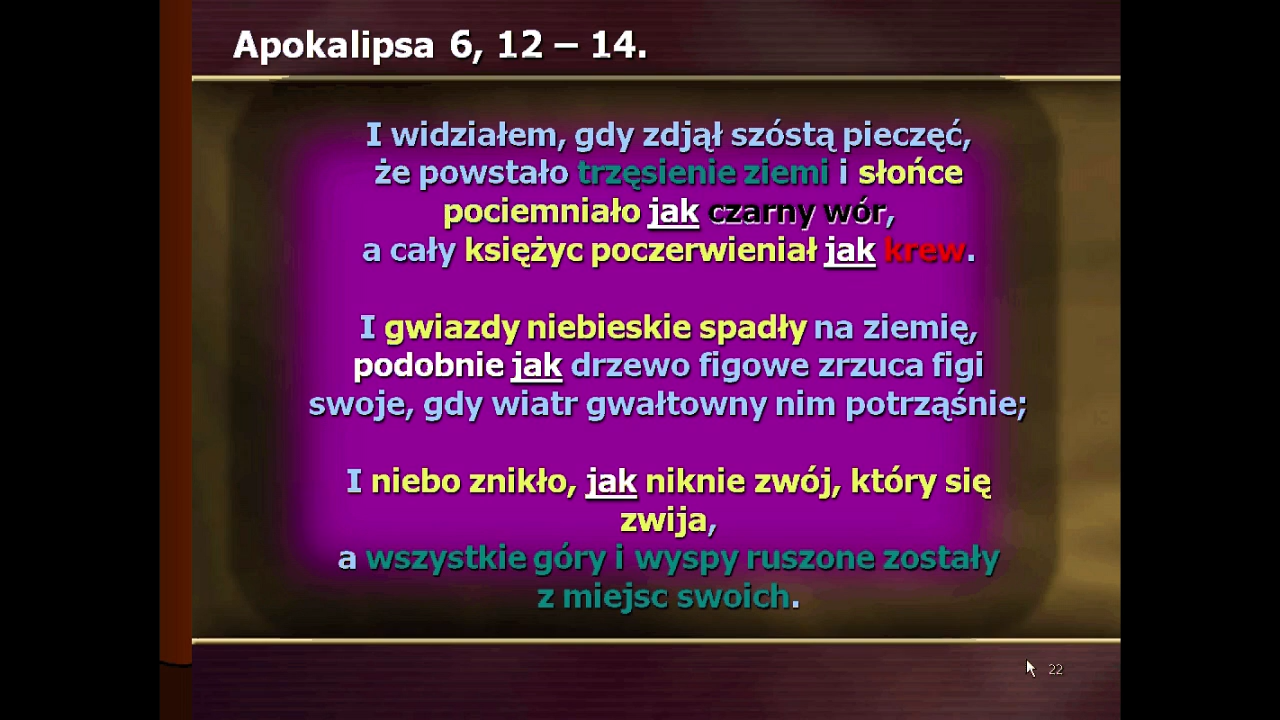 Apokalipsa 6, 12 – 14.
I widziałem, gdy zdjął szóstą pieczęć,
że powstało trzęsienie ziemi i słońce
pociemniało jak czarny wór,
a cały księżyc poczerwieniał jak krew.
I gwiazdy niebieskie spadły na ziemię,
podobnie jak drzewo figowe zrzuca figi
swoje, gdy wiatr gwałtowny nim potrząśnie;
I niebo znikło, jak niknie zwój, który się
zwija,
a wszystkie góry i wyspy ruszone zostały
z miejsc swoich.
22